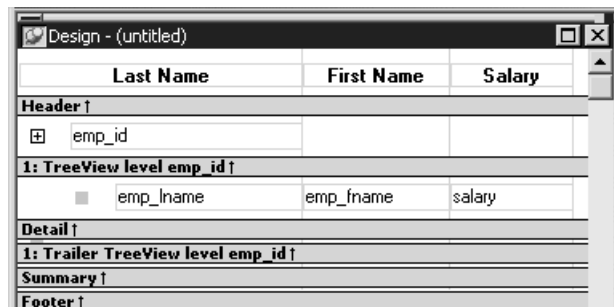 Design - (untitled)
Last Name First Name Salary
Header ↑
emp_id
1: TreeView level emp_id ↑
emp_lname emp_fname salary
Detail ↑
1: Trailer TreeView level emp_id ↑
Summary ↑
Footer ↑